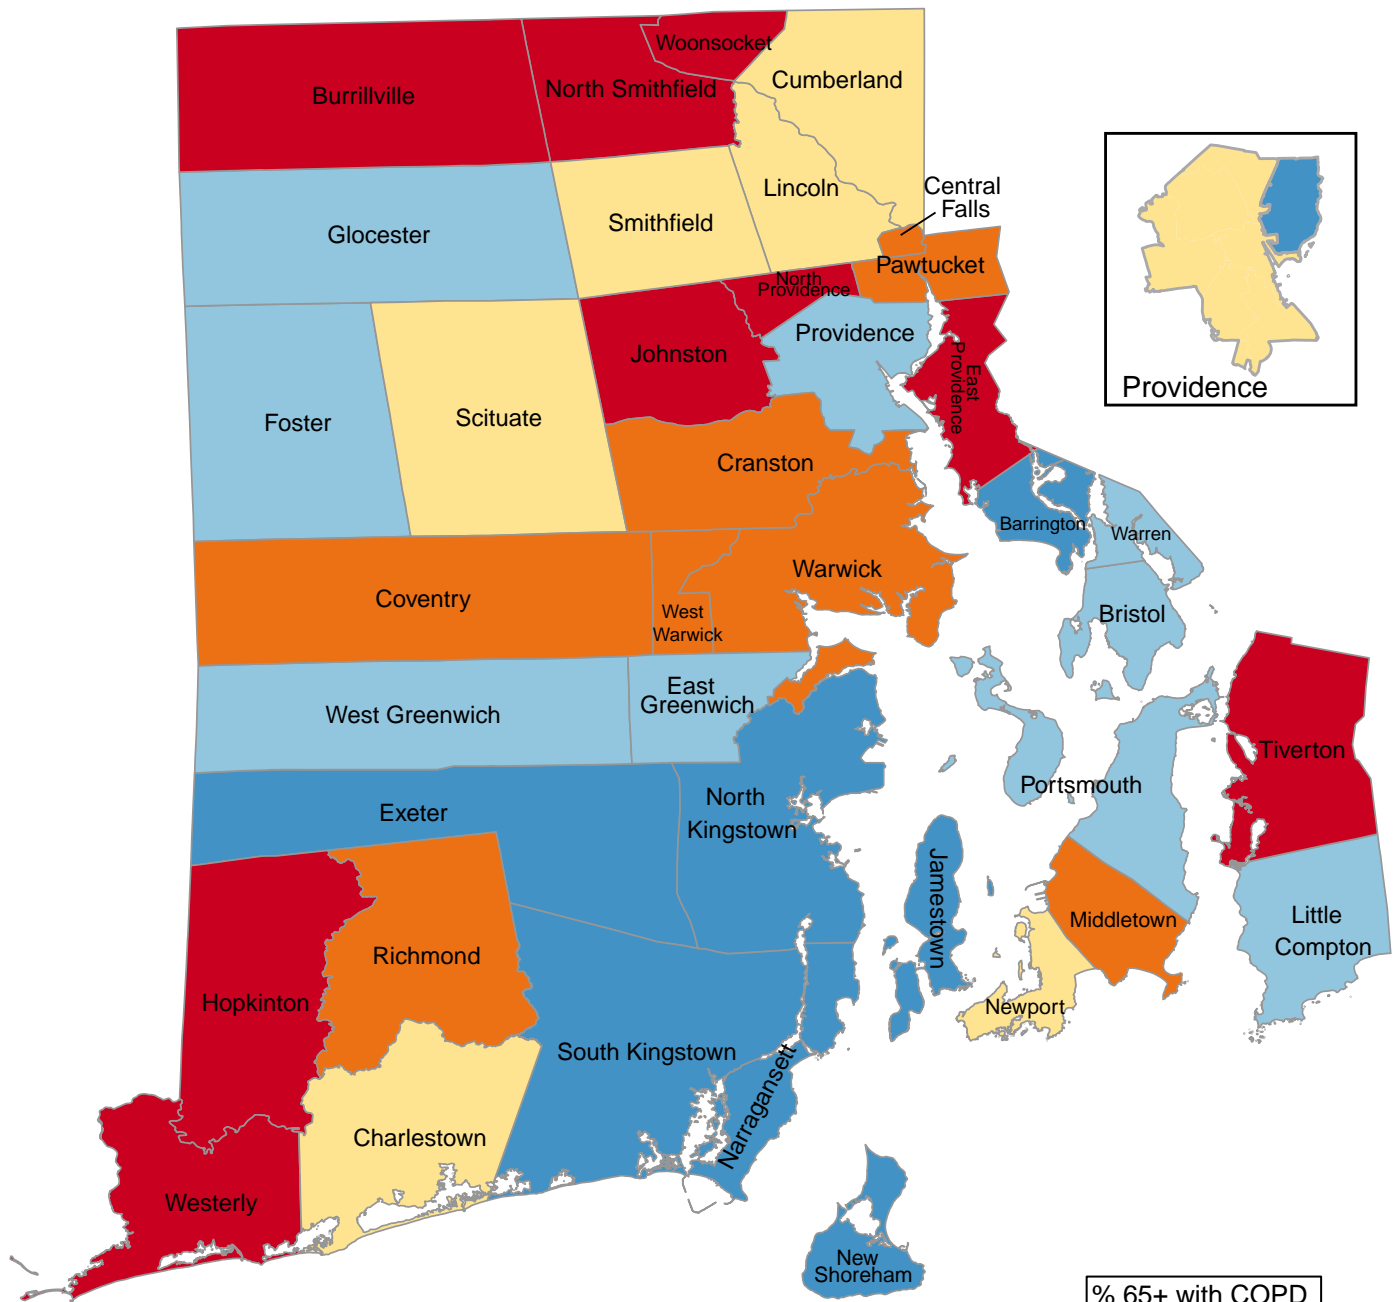 Woonsocket
Cumberland
Burrillville
North Smithfield
Central
Falls
Lincoln
Smithfield
Glocester
Pawtucket
North
Providence
Providence
Johnston
East
Providence
Providence
Foster
Scituate
Cranston
Barrington
Warren
Warwick
Coventry
West
Warwick
Bristol
East
Greenwich
West Greenwich
Tiverton
Portsmouth
North
Kingstown
Exeter
Jamestown
Middletown
Little
Compton
Richmond
Hopkinton
Newport
South Kingstown
Narragansett
Charlestown
Westerly
New
Shoreham
% 65+ with COPD